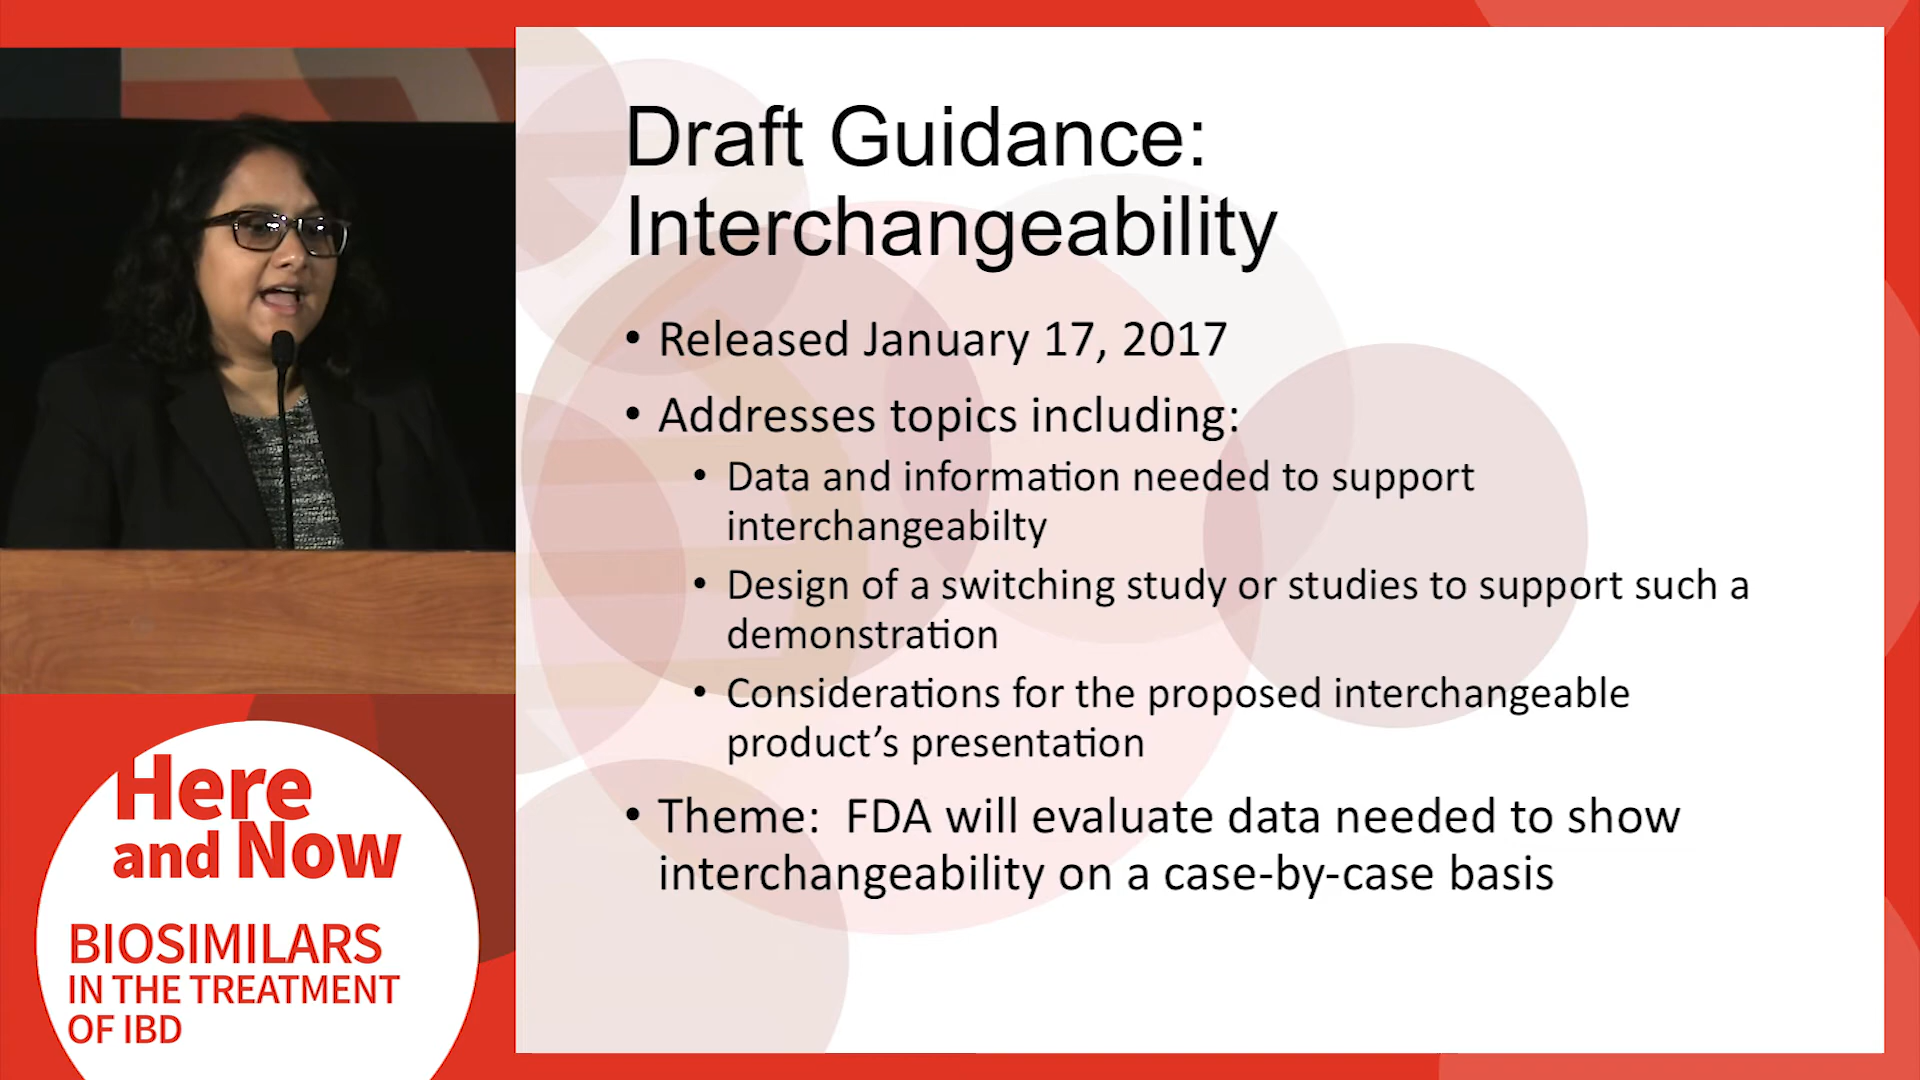 Draft Guidance:
Interchangeability
• Released January 17, 2017
• Addresses topics including:
• Data and information needed to support
interchangeabilty
• Design of a switching study or studies to support such a
demonstration
• Considerations for the proposed interchangeable
product’s presentation
• Theme:  FDA will evaluate data needed to show
interchangeability on a case-by-case basis
Here
and Now
BIOSIMILARS
IN THE TREATMENT
OF IBD